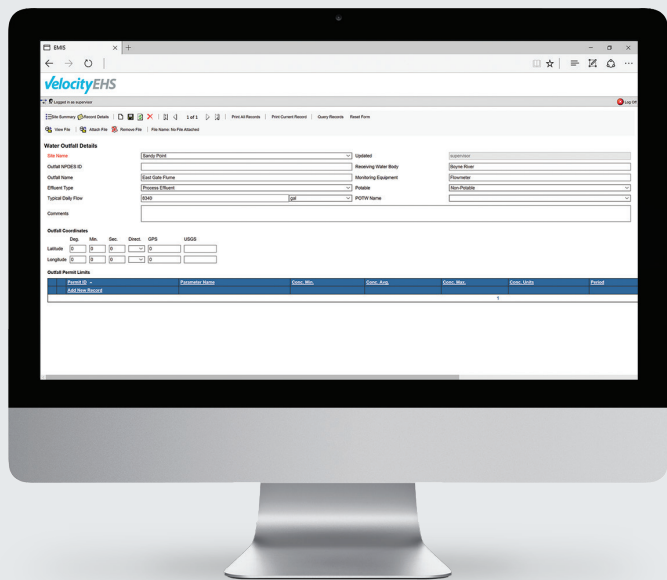 EMIS
VelocityEHS
Logged in as supervisor Log Off
Site Summary Record Details 1 of 1 Print All Records Print Current Record Query Records Reset Form
View File Attach File Remove File File Name: No File Attached
Water Outfall Details
Site Name Sandy Point Updated supervisor
Outfall NPDES ID Receiving Water Body Boyne River
Outfall Name East Gate Flume Monitoring Equipment Flowmeter
Effluent Type Process Effluent Potable Non-Potable
Typical Daily Flow 8340 gal POTW Name
Comments
Outfall Coordinates
Deg. Min. Sec. Direct. GPS USGS
Latitude 0 0 0 0
Longitude 0 0 0 0
Outfall Permit Limits
Permit ID Parameter Name Conc. Min. Conc. Avg. Conc. Max. Conc. Units Period
Add New Record
1